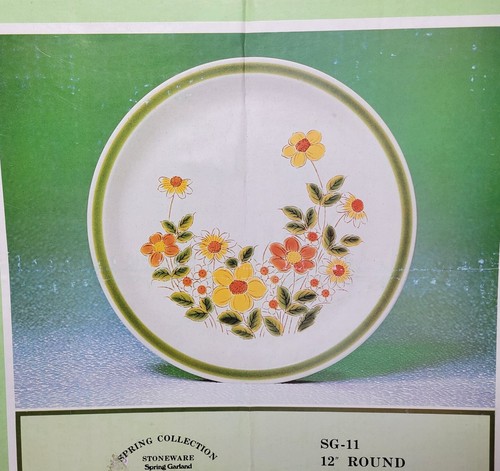 SPRING COLLECTION
STONEWARE
Spring Garland
SG-11
12" ROUND